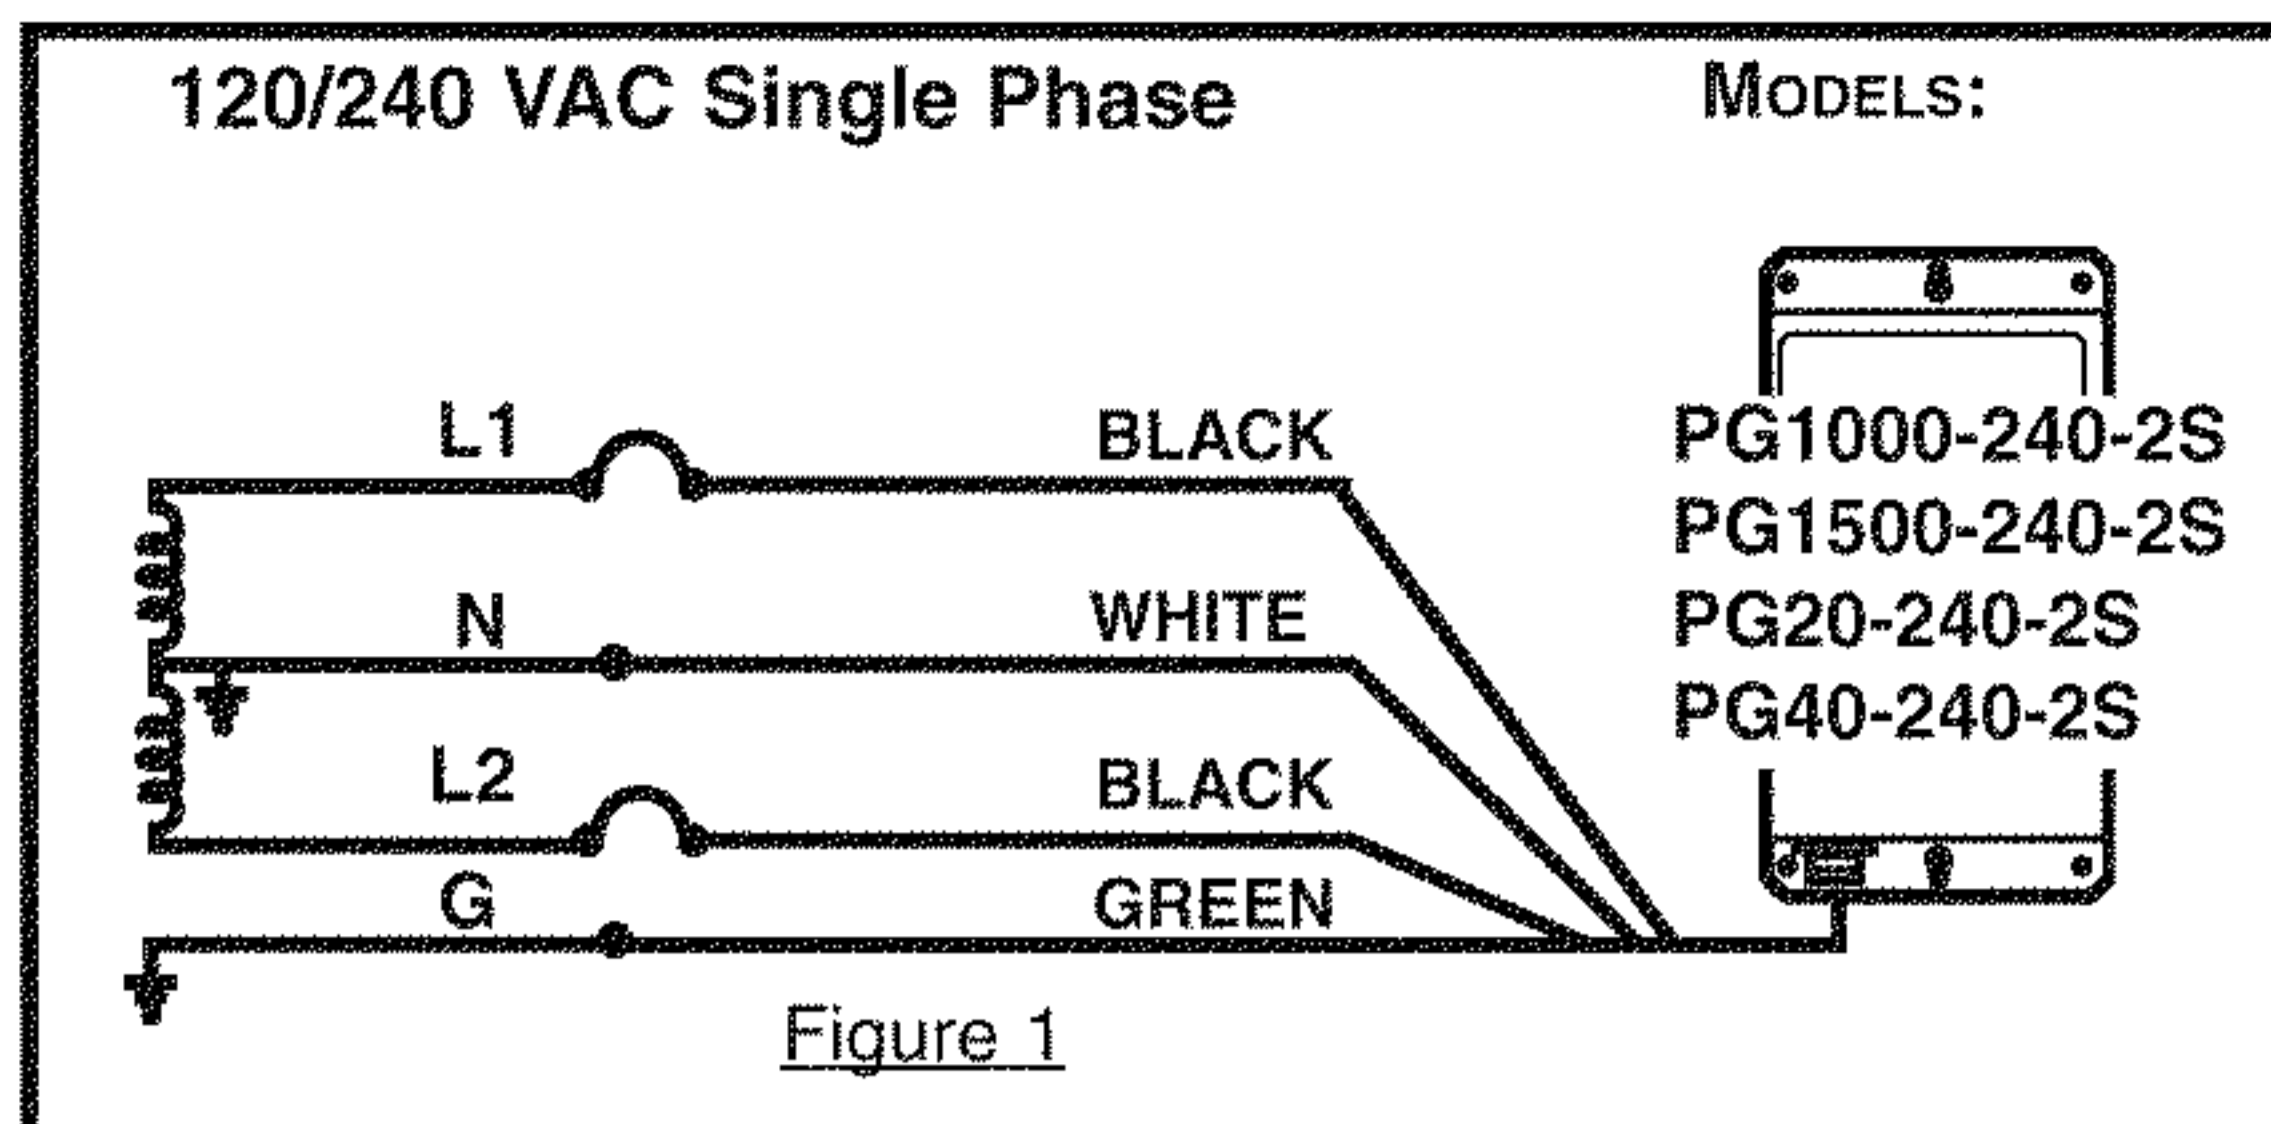 120/240 VAC Single Phase
MODELS:
L1
BLACK
N
WHITE
L2
BLACK
G
GREEN
PG1000-240-2S
PG1500-240-2S
PG20-240-2S
PG40-240-2S
Figure 1